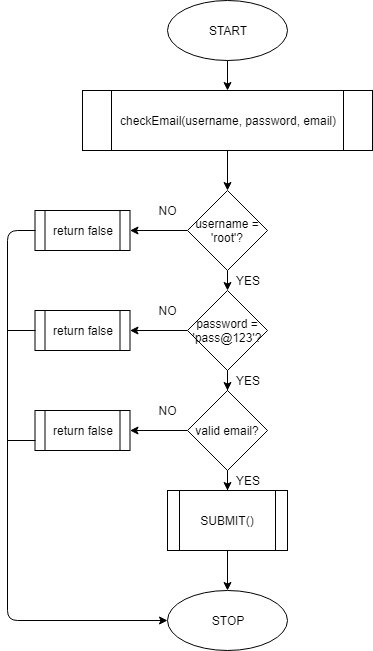 START
checkEmail(username, password, email)
NO
username =
'root'?
return false
YES
NO
password =
'pass@123'?
return false
YES
NO
valid email?
return false
YES
SUBMIT()
STOP